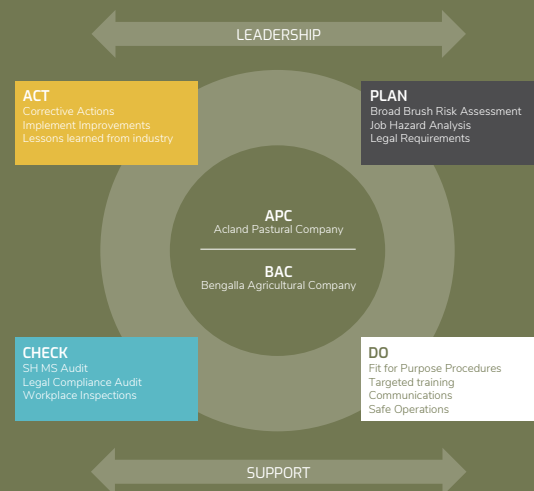 LEADERSHIP
ACT
Corrective Actions
Implement Improvements
Lessons learned from industry
PLAN
Broad Brush Risk Assessment
Job Hazard Analysis
Legal Requirements
APC
Acland Pastural Company
BAC
Bengalla Agricultural Company
CHECK
SH MS Audit
Legal Compliance Audit
Workplace Inspections
DO
Fit for Purpose Procedures
Targeted training
Communications
Safe Operations
SUPPORT